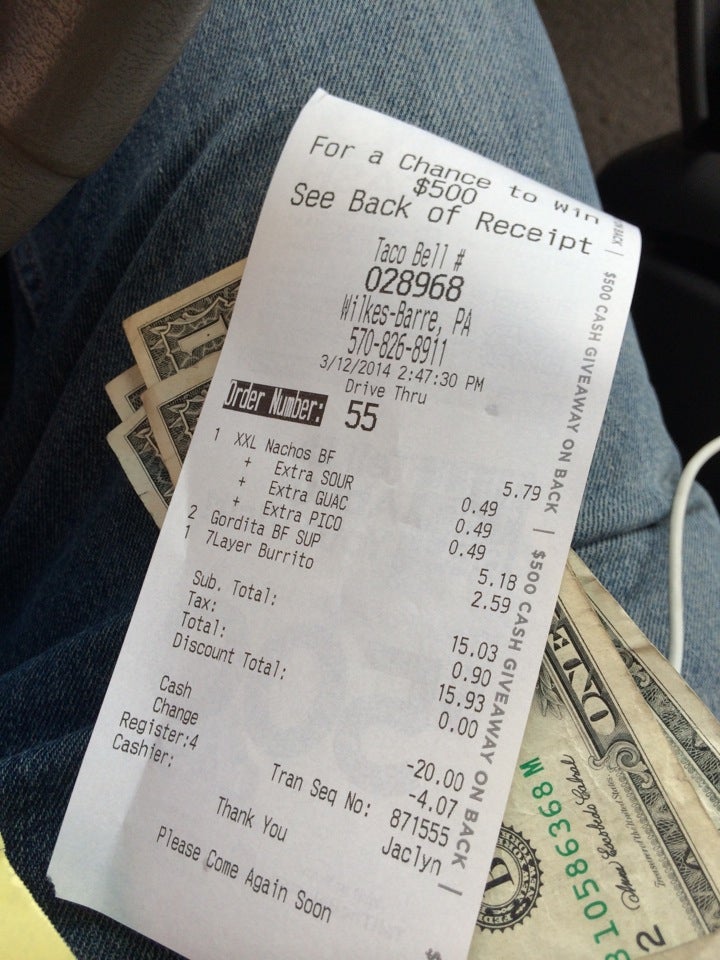 For a Chance to win
$500
See Back of Receipt
Taco Bell #
028968
Wilkes-Barre, PA
570-826-8911
3/12/2014 2:47:30 PM
Drive Thru
Order Number: 55
1 XXL Nachos BF 5.79
+ Extra SOUR 0.49
+ Extra GUAC 0.49
+ Extra PICO 0.49
2 Gordita BF SUP 5.18
1 7Layer Burrito 2.59
Sub. Total: 15.03
Tax: 0.90
Total: 15.93
Discount Total: 0.00
Cash -20.00
Change -4.07
Register:4 Tran Seq No: 871555
Cashier: Jaclyn
Thank You
Please Come Again Soon
$500 CASH GIVEAWAY ON BACK | $500 CASH GIVEAWAY ON BACK |
ONE
310586368M
2